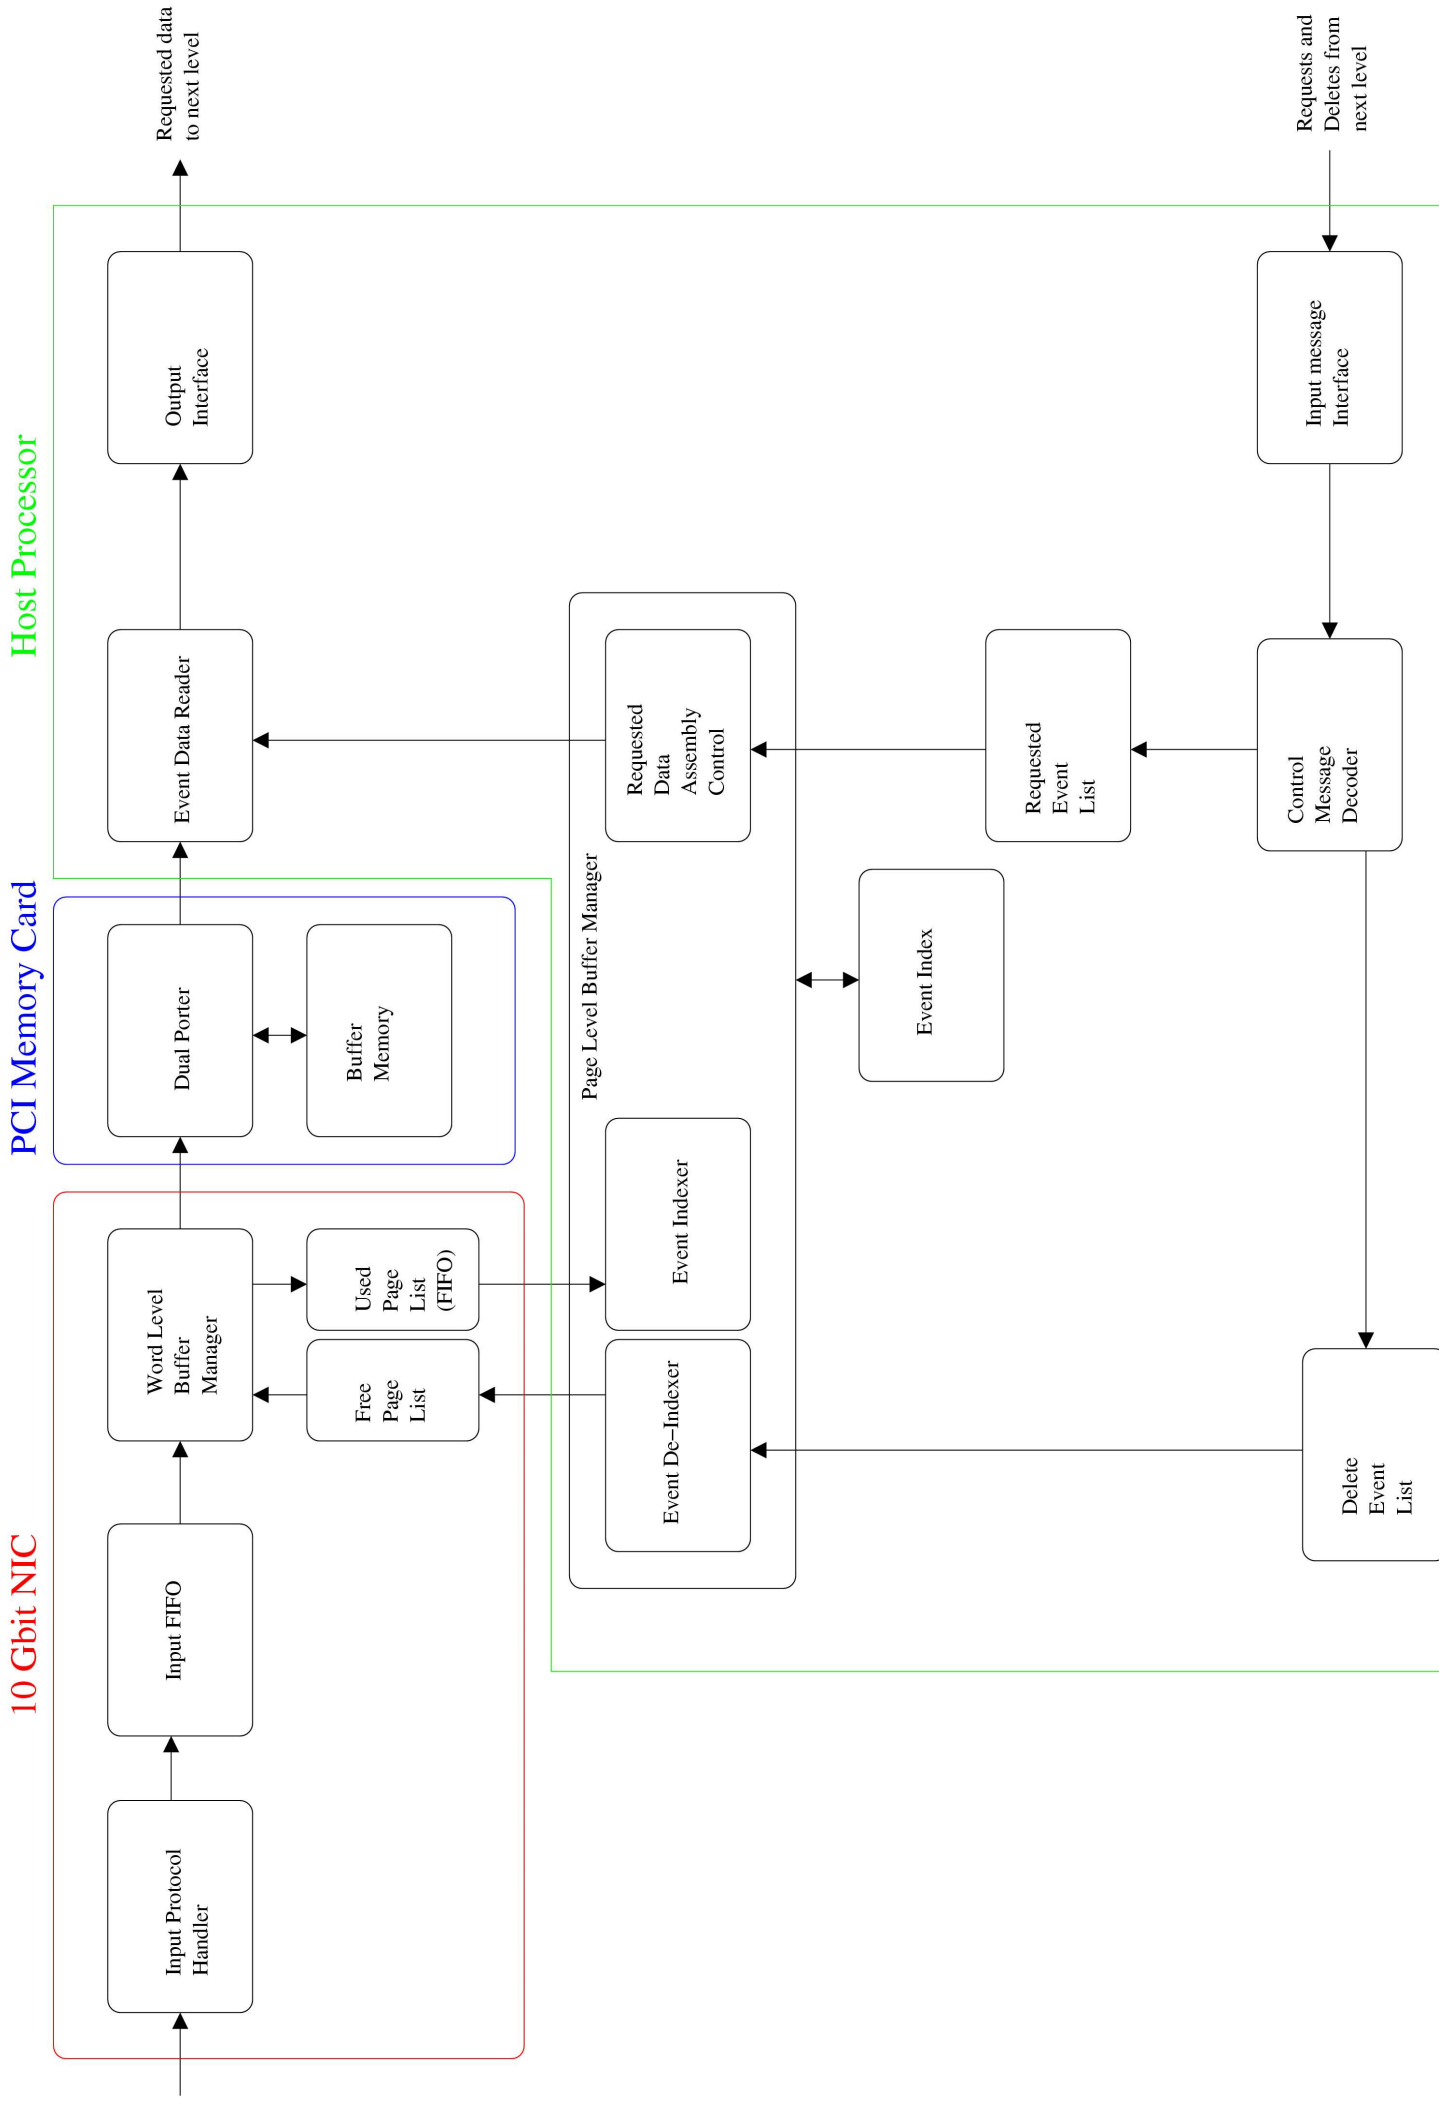 10 Gbit NIC
PCI Memory Card
Host Processor
Input Protocol
Handler
Input FIFO
Word Level
Buffer
Manager
Dual Porter
Event Data Reader
Output
Interface
Requested data
to next level
Free
Page
List
Used
Page
List
(FIFO)
Buffer
Memory
Page Level Buffer Manager
Event De−Indexer
Event Indexer
Requested
Data
Assembly
Control
Event Index
Requested
Event
List
Delete
Event
List
Control
Message
Decoder
Input message
Interface
Requests and
Deletes from
next level